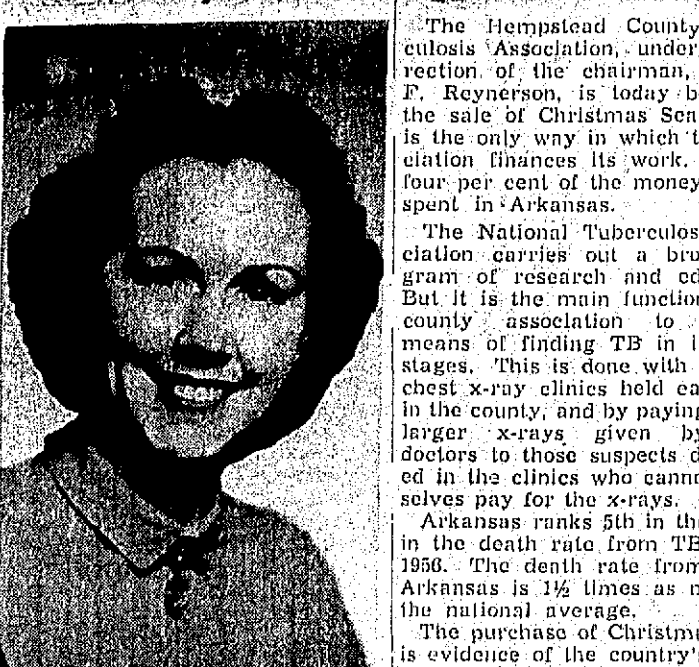 The Hempstead County
culosis Association, under
rection of the chairman,
F. Reynerson, is today b
the sale of Christmas Sea
is the only way in which t
ciation finances its work.
four per cent of the money
spent in Arkansas.
The National Tuberculos
ciation carries out a bro
gram of research and ed
But it is the main function
county association to
means of finding TB in i
stages. This is done with
chest x-ray clinics held ea
in the county, and by paying
larger x-rays given by
doctors to those suspects d
ed in the clinics who canno
selves pay for the x-rays.
Arkansas ranks 5th in th
in the death rate from TB
1956. The death rate from
Arkansas is 1½ times as m
the national average.
The purchase of Christma
is evidence of the country'